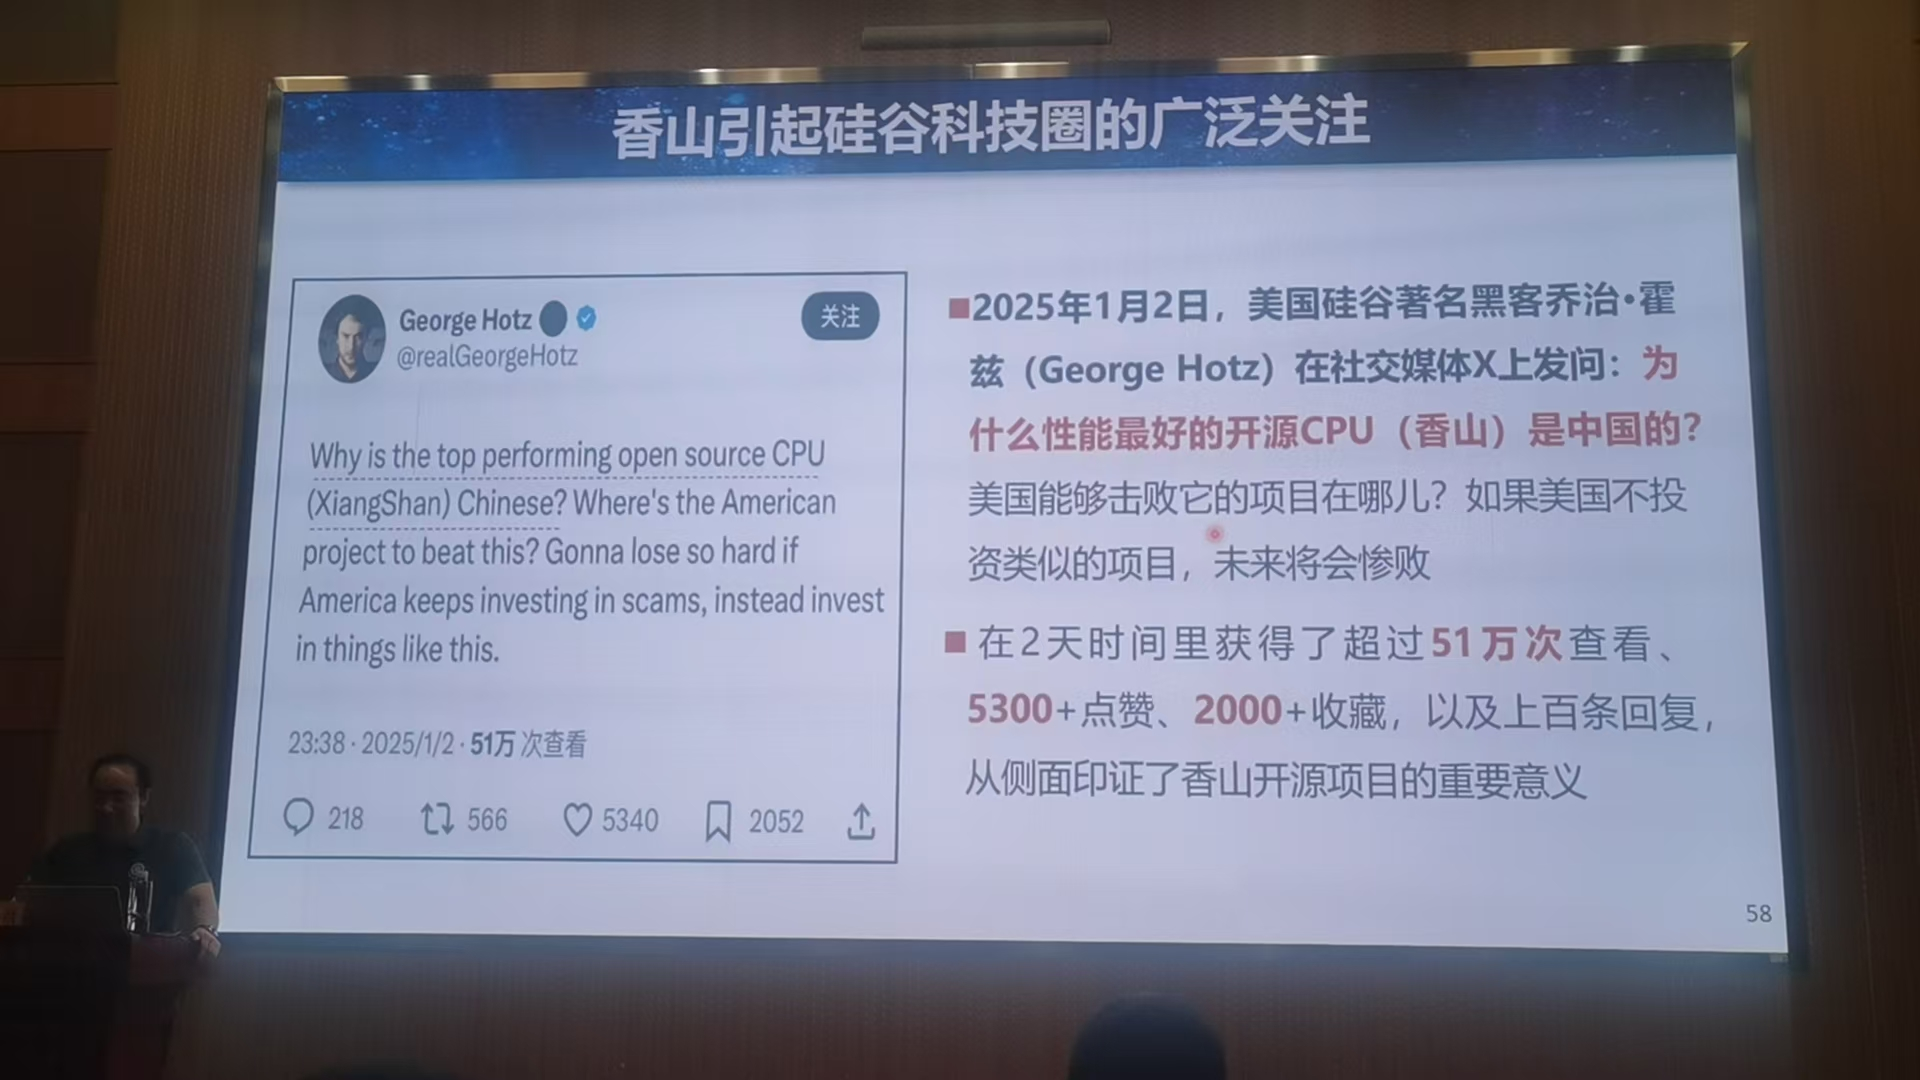 香山引起硅谷科技圈的广泛关注
George Hotz
@realGeorgeHotz
关注
Why is the top performing open source CPU
(XiangShan) Chinese? Where's the American
project to beat this? Gonna lose so hard if
America keeps investing in scams, instead invest
in things like this.
23:38 · 2025/1/2 · 51万 次查看
218 566 5340 2052
■2025年1月2日，美国硅谷著名黑客乔治•霍
兹（George Hotz）在社交媒体X上发问：为
什么性能最好的开源CPU（香山）是中国的？
美国能够击败它的项目在哪儿？如果美国不投
资类似的项目，未来将会惨败
■在2天时间里获得了超过51万次查看、
5300+点赞、2000+收藏，以及上百条回复，
从侧面印证了香山开源项目的重要意义
58